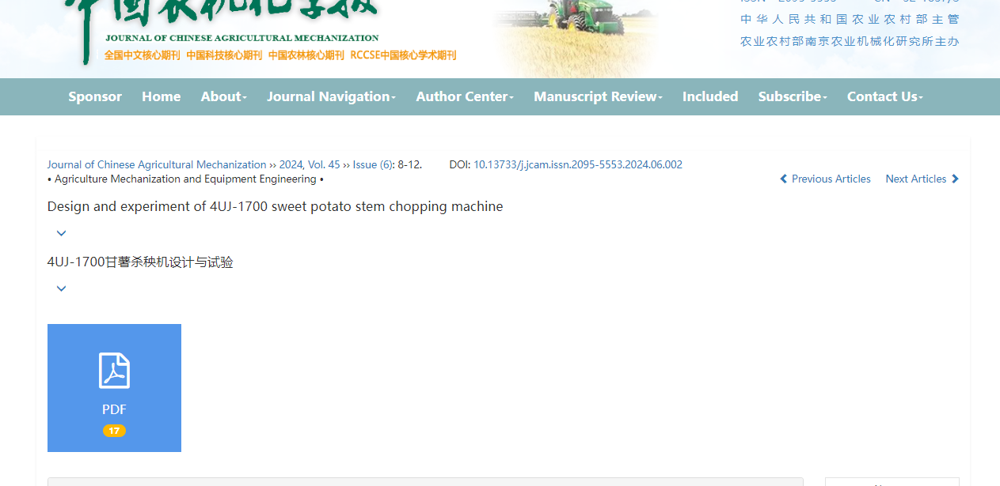 中国农机化学报
JOURNAL OF CHINESE AGRICULTURAL MECHANIZATION
全国中文核心期刊 中国科技核心期刊 中国农林核心期刊 RCCSE中国核心学术期刊
中华人民共和国农业农村部主管
农业农村部南京农业机械化研究所主办
Sponsor Home About Journal Navigation Author Center Manuscript Review Included Subscribe Contact Us
Journal of Chinese Agricultural Mechanization ›› 2024, Vol. 45 ›› Issue (6): 8-12. DOI: 10.13733/j.jcam.issn.2095-5553.2024.06.002
• Agriculture Mechanization and Equipment Engineering • Previous Articles Next Articles
Design and experiment of 4UJ-1700 sweet potato stem chopping machine
4UJ-1700甘薯杀秧机设计与试验
PDF
17